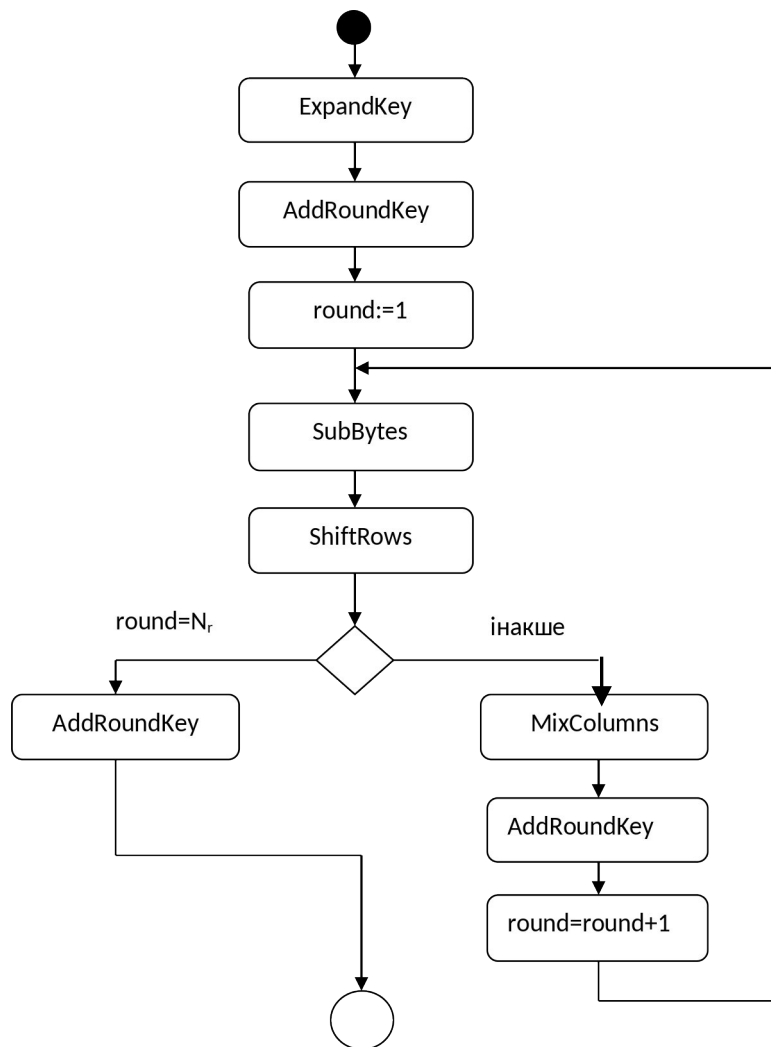 ExpandKey
AddRoundKey
round:=1
SubBytes
ShiftRows
round=Nᵣ
інакше
AddRoundKey
MixColumns
AddRoundKey
round=round+1